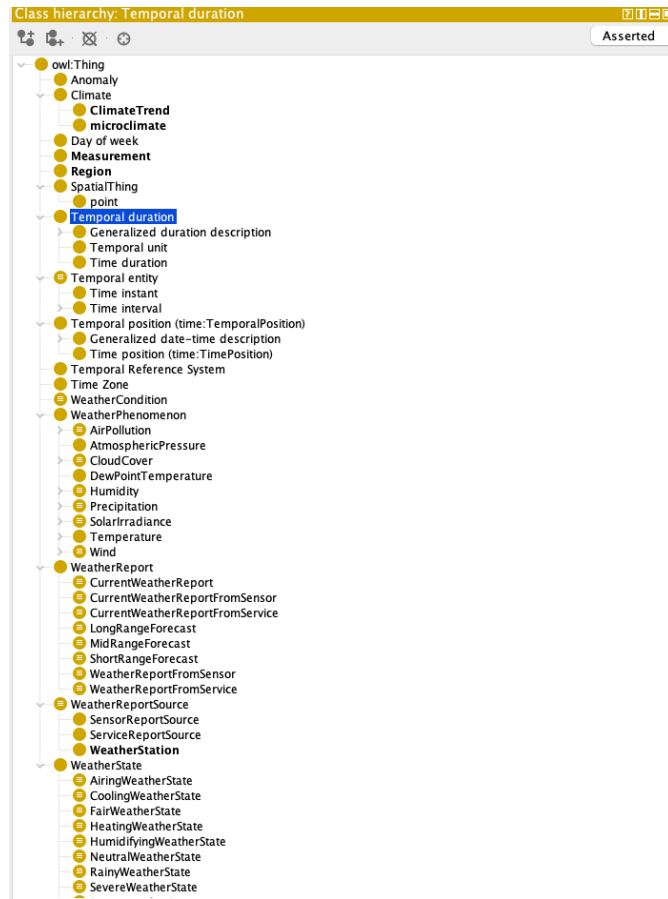 Class hierarchy: Temporal duration
Asserted
owl:Thing
Anomaly
Climate
ClimateTrend
microclimate
Day of week
Measurement
Region
SpatialThing
point
Temporal duration
Generalized duration description
Temporal unit
Time duration
Temporal entity
Time instant
Time interval
Temporal position (time:TemporalPosition)
Generalized date-time description
Time position (time:TimePosition)
Temporal Reference System
Time Zone
WeatherCondition
WeatherPhenomenon
AirPollution
AtmosphericPressure
CloudCover
DewPointTemperature
Humidity
Precipitation
SolarIrradiance
Temperature
Wind
WeatherReport
CurrentWeatherReport
CurrentWeatherReportFromSensor
CurrentWeatherReportFromService
LongRangeForecast
MidRangeForecast
ShortRangeForecast
WeatherReportFromSensor
WeatherReportFromService
WeatherReportSource
SensorReportSource
ServiceReportSource
WeatherStation
WeatherState
AiringWeatherState
CoolingWeatherState
FairWeatherState
HeatingWeatherState
HumidifyingWeatherState
NeutralWeatherState
RainyWeatherState
SevereWeatherState